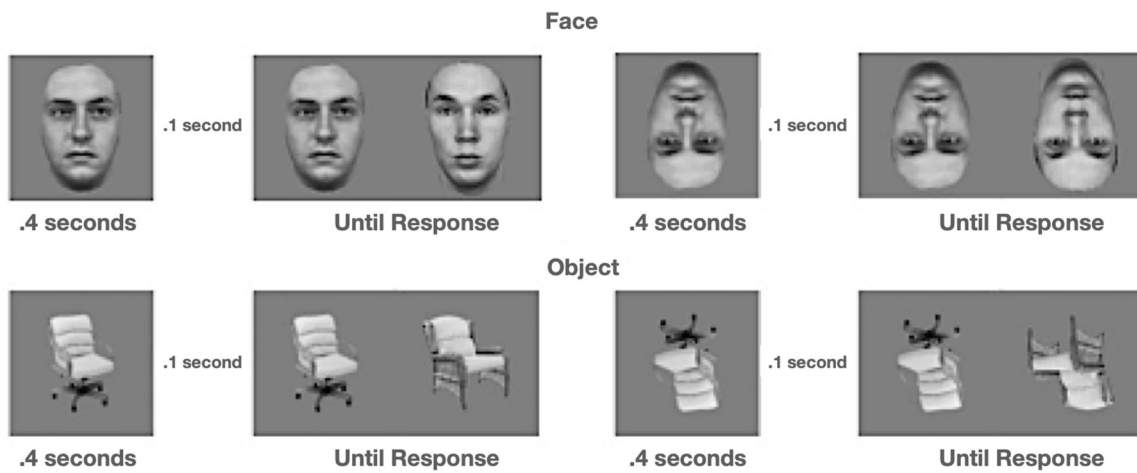 Face
.1 second
.1 second
.4 seconds
Until Response
.4 seconds
Until Response
Object
.1 second
.1 second
.4 seconds
Until Response
.4 seconds
Until Response